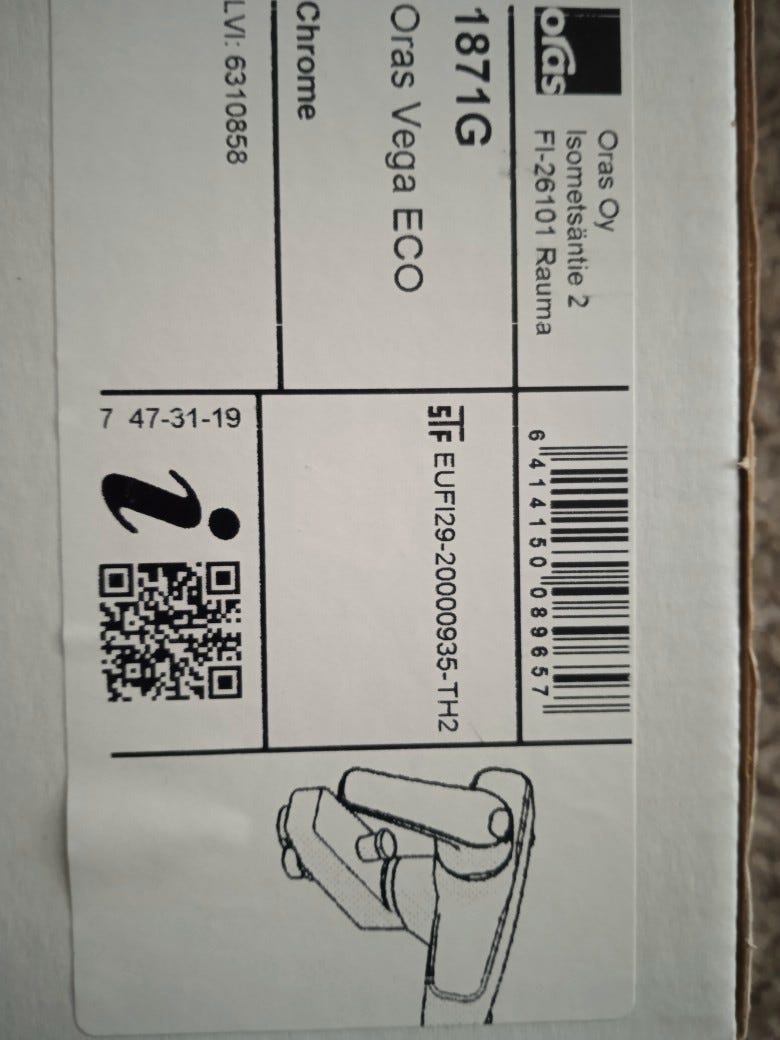 oras
Oras Oy
Isometsäntie 2
FI-26101 Rauma
6 414150 089657
1871G
Oras Vega ECO
STF EUFI29-20000935-TH2
Chrome
LVI: 6310858
7 47-31-19
i